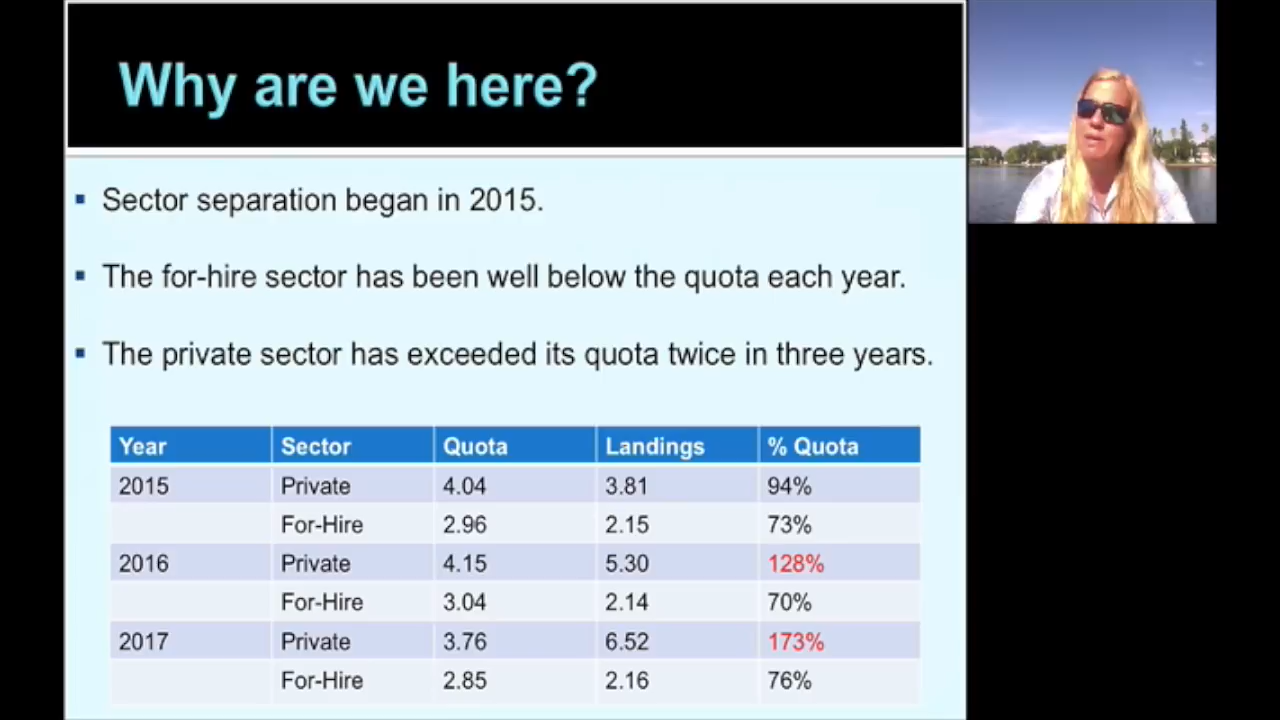 Why are we here?
Sector separation began in 2015.
The for-hire sector has been well below the quota each year.
The private sector has exceeded its quota twice in three years.
Year Sector Quota Landings % Quota
2015 Private 4.04 3.81 94%
For-Hire 2.96 2.15 73%
2016 Private 4.15 5.30 128%
For-Hire 3.04 2.14 70%
2017 Private 3.76 6.52 173%
For-Hire 2.85 2.16 76%